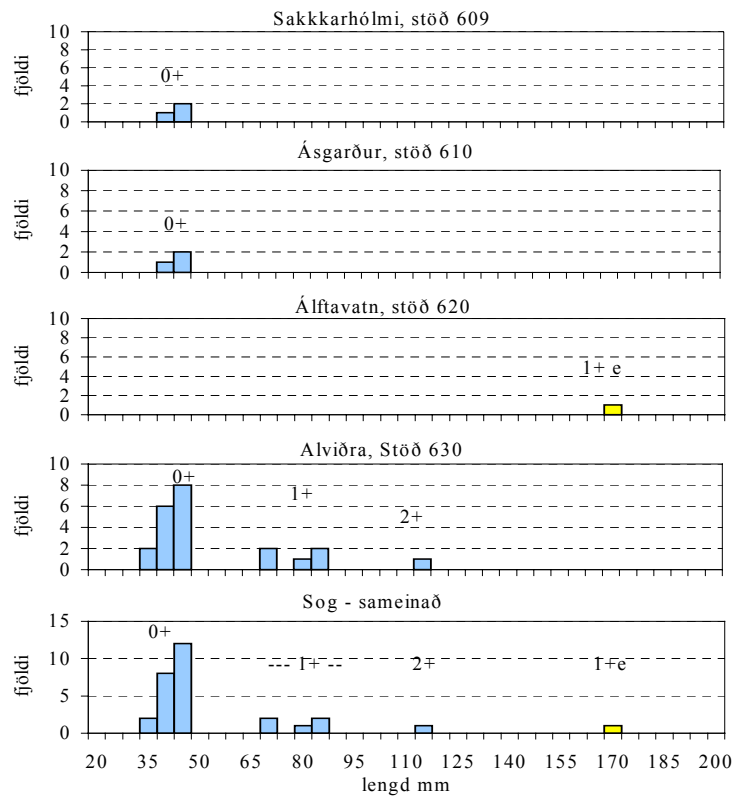 Sakkkarhólmi, stöð 609
fjöldi
10
8
6
4
2
0
0+
Ásgarður, stöð 610
fjöldi
10
8
6
4
2
0
0+
Álftavatn, stöð 620
fjöldi
10
8
6
4
2
0
1+ e
Alviðra, Stöð 630
fjöldi
10
8
6
4
2
0
0+
1+
2+
Sog - sameinað
fjöldi
15
10
5
0
0+
--- 1+ --
2+
1+e
20 35 50 65 80 95 110 125 140 155 170 185 200
lengd mm